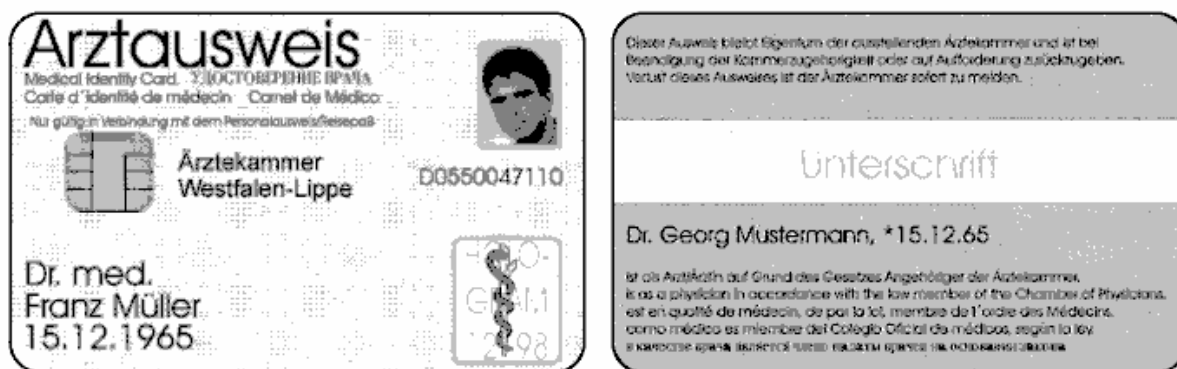 Arztausweis
Medical Identity Card УДОСТОВЕРЕНИЕ ВРАЧА
Carte d´identité de médecin Carnet de Médico
Nur gültig in Verbindung mit dem Personalausweis/Reisepaß
Ärztekammer
Westfalen-Lippe
D0550047110
Dr. med.
Franz Müller
15.12.1965
Dieser Ausweis bleibt Eigentum der ausstellenden Ärztekammer und ist bei
Beendigung der Kammerzugehörigkeit oder auf Aufforderung zurückzugeben.
Verlust dieses Ausweises ist der Ärztekammer sofort zu melden.
Unterschrift
Dr. Georg Mustermann, *15.12.65
ist als Arzt/Ärztin auf Grund des Gesetzes Angehöriger der Ärztekammer.
is as a physician in accordance with the law member of the Chamber of Physicians.
est en qualité de médecin, de par la loi, membre de l´ordre des Médecins.
como médico es miembre del Colegio Oficial de médicos, según la ley.